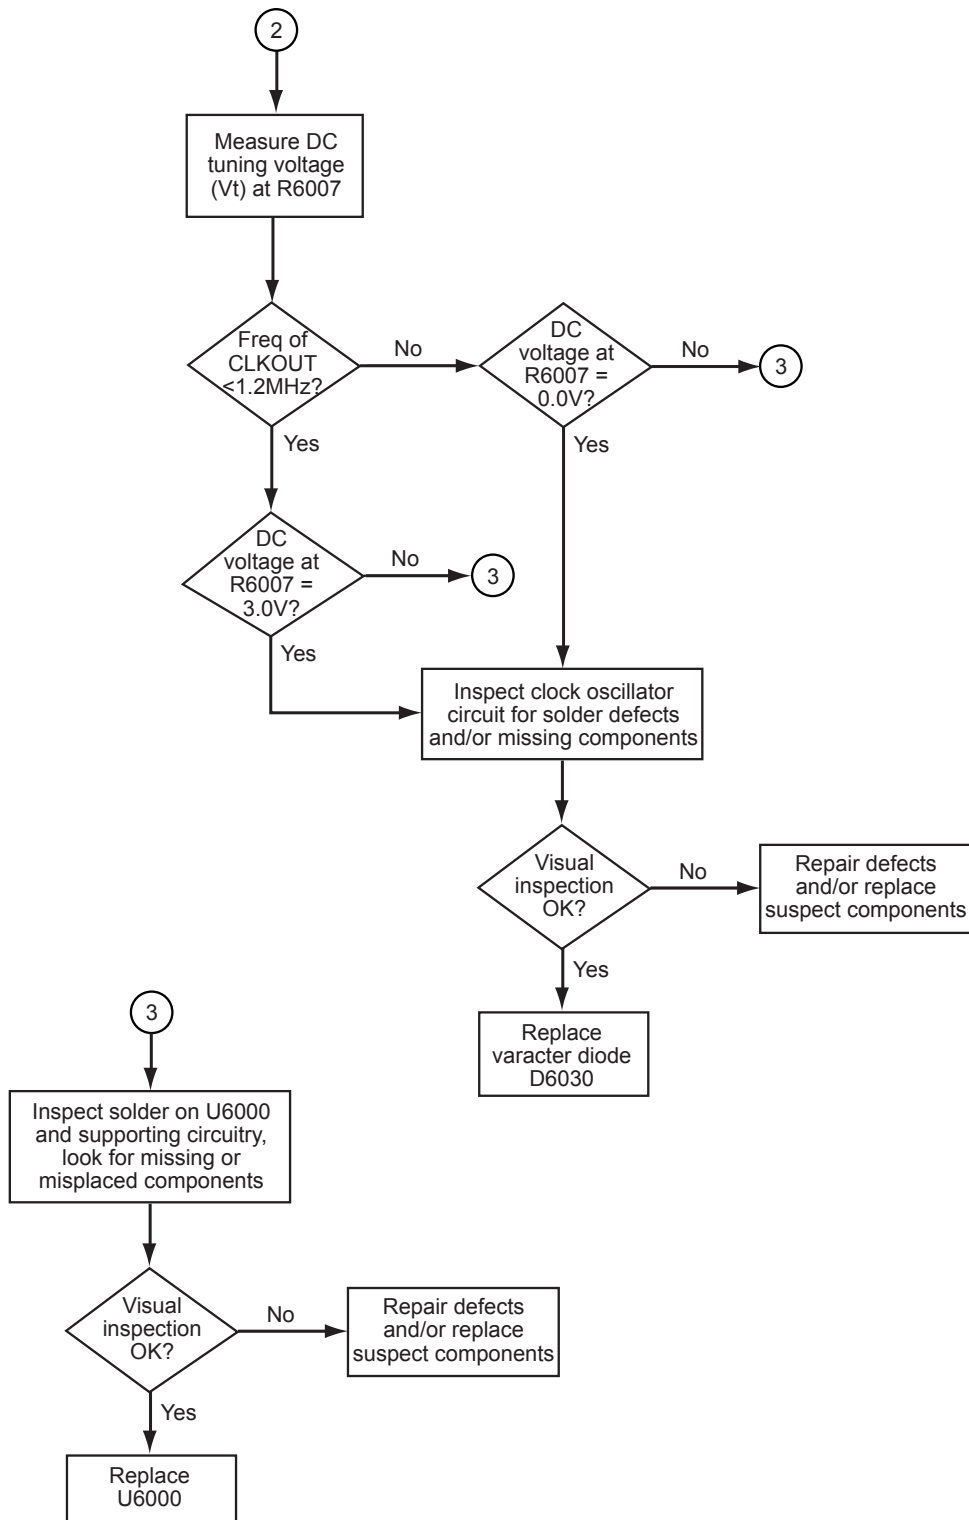 2
Measure DC
tuning voltage
(Vt) at R6007
Freq of
CLKOUT
<1.2MHz?
No
DC
voltage at
R6007 =
0.0V?
No
3
Yes
Yes
DC
voltage at
R6007 =
3.0V?
No
3
Yes
Inspect clock oscillator
circuit for solder defects
and/or missing components
Visual
inspection
OK?
No
Repair defects
and/or replace
suspect components
Yes
Replace
varacter diode
D6030
3
Inspect solder on U6000
and supporting circuitry,
look for missing or
misplaced components
Visual
inspection
OK?
No
Repair defects
and/or replace
suspect components
Yes
Replace
U6000